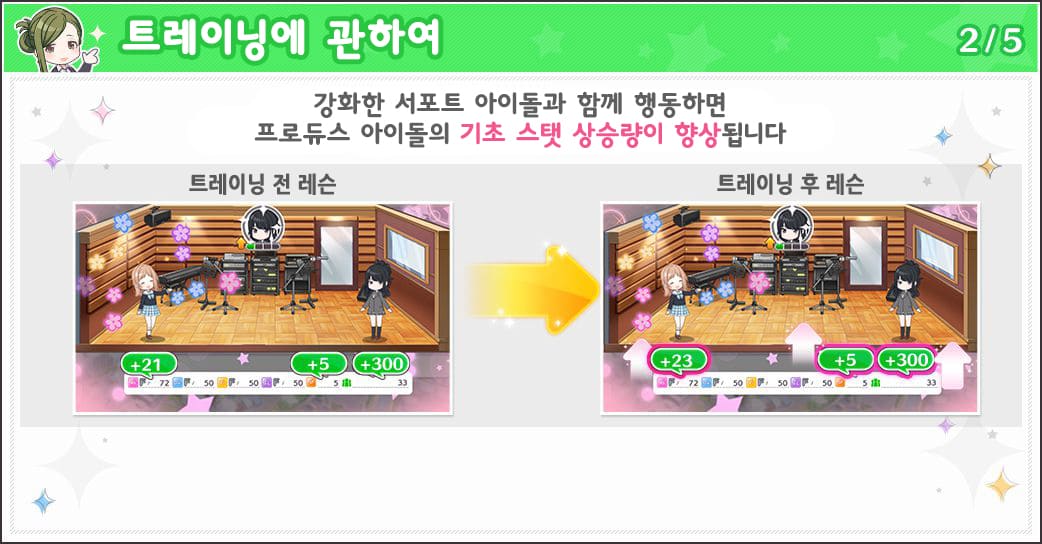 트레이닝에 관하여
2/5
강화한 서포트 아이돌과 함께 행동하면
프로듀스 아이돌의 기초 스탯 상승량이 향상됩니다
트레이닝 전 레슨
트레이닝 후 레슨
+21 +5 +300
72 50 50 50 5 33
+23 +5 +300
72 50 50 50 5 33